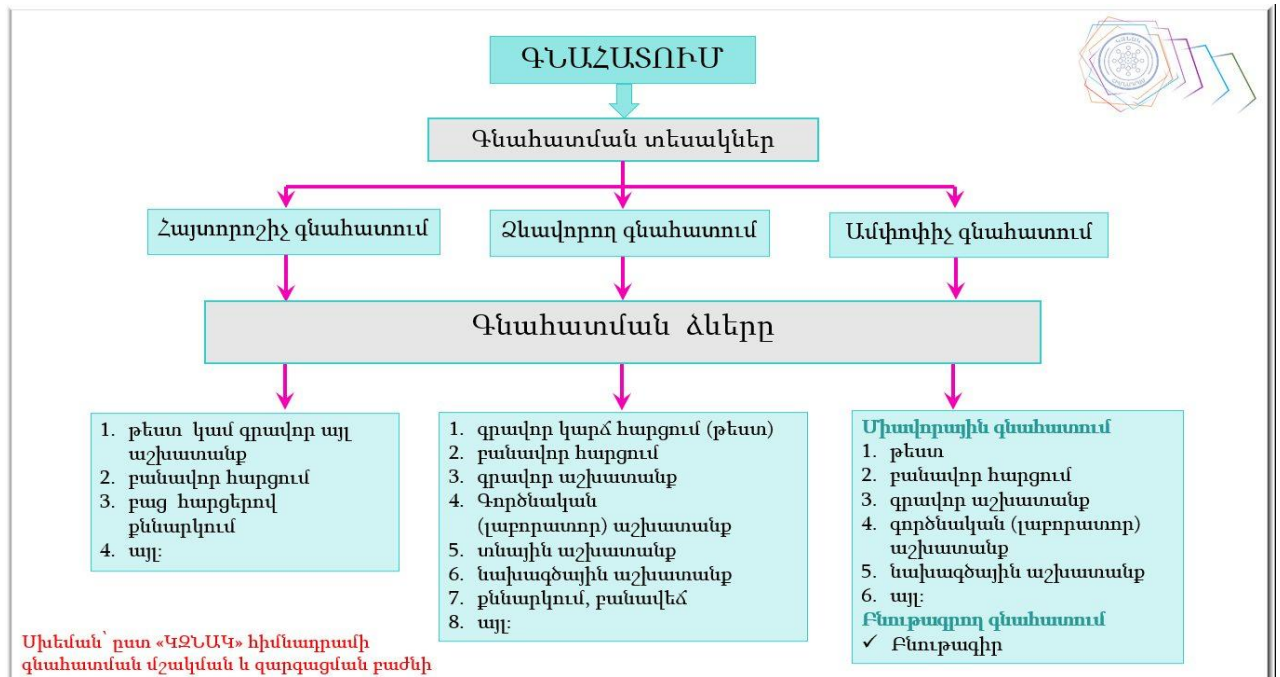 ԳՆԱՀԱՏՈՒՄ
Գնահատման տեսակներ
Հայտորոշիչ գնահատում
Ձևավորող գնահատում
Ամփոփիչ գնահատում
Գնահատման ձևերը
1. թեստ կամ գրավոր այլ
աշխատանք
2. բանավոր հարցում
3. բաց հարցերով
քննարկում
4. այլ:
1. գրավոր կարճ հարցում (թեստ)
2. բանավոր հարցում
3. գրավոր աշխատանք
4. Գործնական
(լաբորատոր) աշխատանք
5. տնային աշխատանք
6. նախագծային աշխատանք
7. քննարկում, բանավեճ
8. այլ:
Միավորային գնահատում
1. թեստ
2. բանավոր հարցում
3. գրավոր աշխատանք
4. գործնական (լաբորատոր)
աշխատանք
5. նախագծային աշխատանք
6. այլ:
Բնութագրող գնահատում
✓ Բնութագիր
Սխեման՝ ըստ «ԿԶՆԱԿ» հիմնադրամի
գնահատման մշակման և զարգացման բաժնի